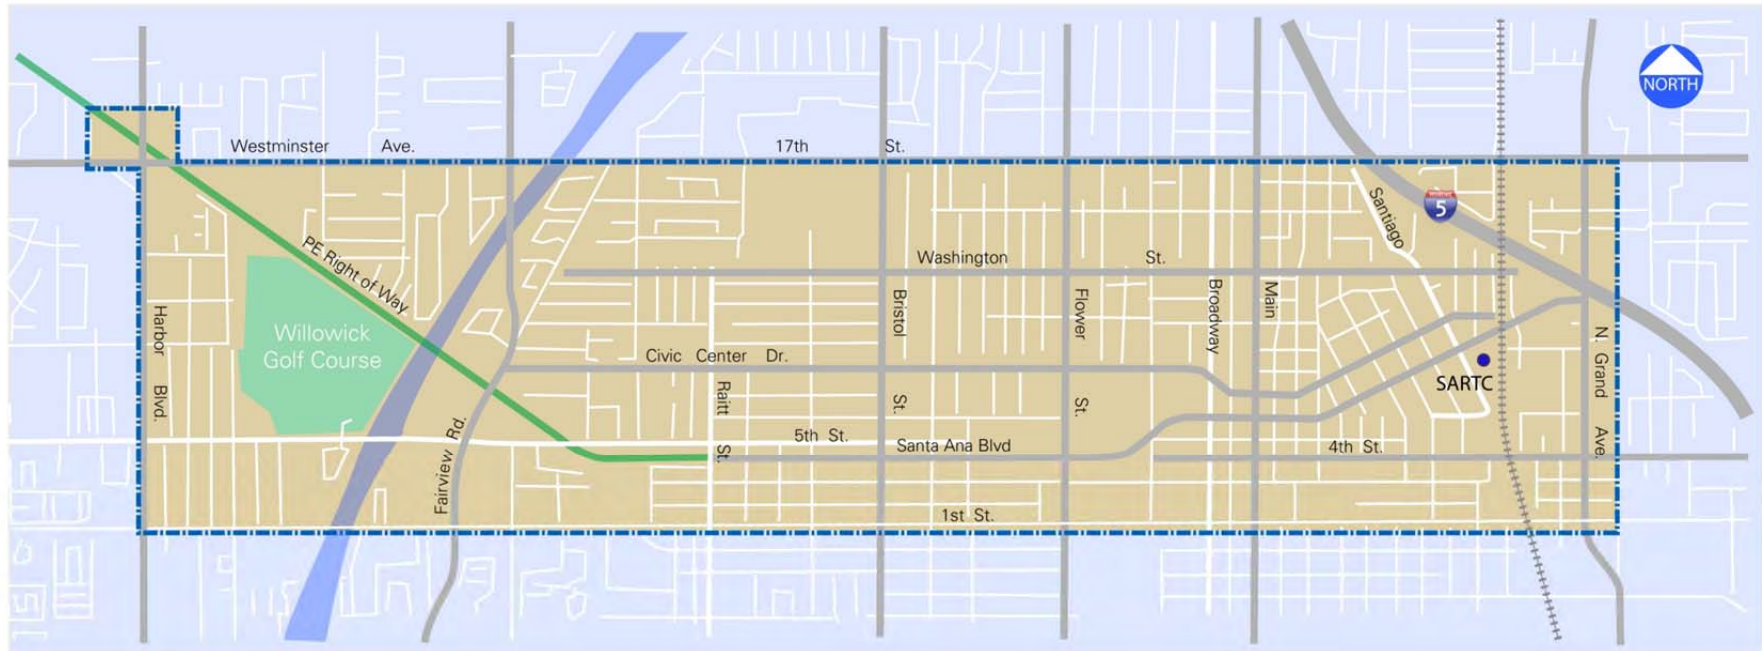 NORTH
Westminster Ave.
17th St.
Santiago
5
PE Right of Way
Washington St.
Harbor Blvd.
Willowick
Golf Course
Bristol St.
Flower St.
Broadway
Main
N. Grand Ave.
Civic Center Dr.
SARTC
Raitt St.
Fairview Rd.
5th St.
Santa Ana Blvd
4th St.
1st St.